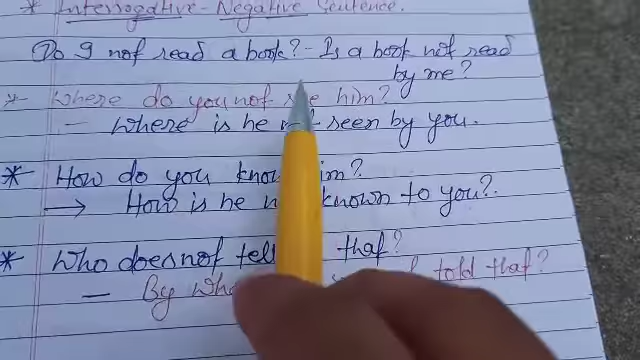 * Interrogative-Negative Sentence.
Do I not read a book? - Is a book not read
by me?
* Where do you not see him?
- Where is he seen by you.
* How do you know him?
→ How is he known to you?
* Who does not tell that?
- By told that?